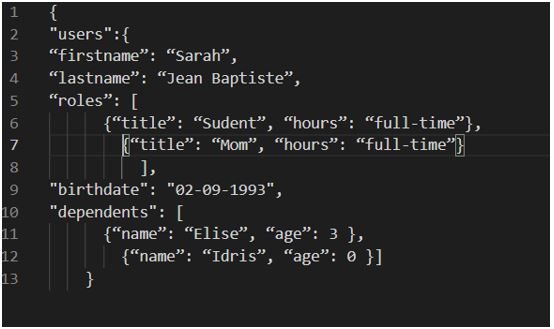 1 {
2 "users":{
3 “firstname”: “Sarah”,
4 “lastname”: “Jean Baptiste”,
5 “roles”: [
6 {“title”: “Sudent”, “hours”: “full-time”},
7 {“title”: “Mom”, “hours”: “full-time”}
8 ],
9 "birthdate": "02-09-1993",
10 "dependents": [
11 {“name”: “Elise”, “age”: 3 },
12 {“name”: “Idris”, “age”: 0 }]
13 }